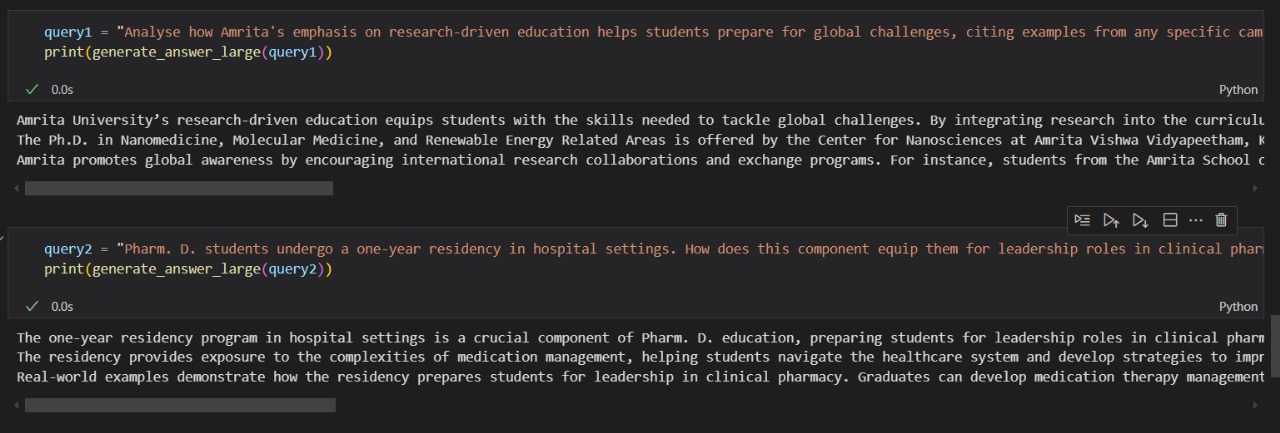 query1 = "Analyse how Amrita's emphasis on research-driven education helps students prepare for global challenges, citing examples from any specific
print(generate_answer_large(query1))
0.0s
Python
Amrita University’s research-driven education equips students with the skills needed to tackle global challenges. By integrating research into the
The Ph.D. in Nanomedicine, Molecular Medicine, and Renewable Energy Related Areas is offered by the Center for Nanosciences at Amrita Vishwa Vidyapeetham,
Amrita promotes global awareness by encouraging international research collaborations and exchange programs. For instance, students from the Amrita School
query2 = "Pharm. D. students undergo a one-year residency in hospital settings. How does this component equip them for leadership roles in clinical
print(generate_answer_large(query2))
0.0s
Python
The one-year residency program in hospital settings is a crucial component of Pharm. D. education, preparing students for leadership roles in clinical
The residency provides exposure to the complexities of medication management, helping students navigate the healthcare system and develop strategies to
Real-world examples demonstrate how the residency prepares students for leadership in clinical pharmacy. Graduates can develop medication therapy management